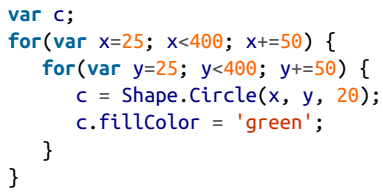 var c;
for(var x=25; x<400; x+=50) {
   for(var y=25; y<400; y+=50) {
      c = Shape.Circle(x, y, 20);
      c.fillColor = 'green';
   }
}